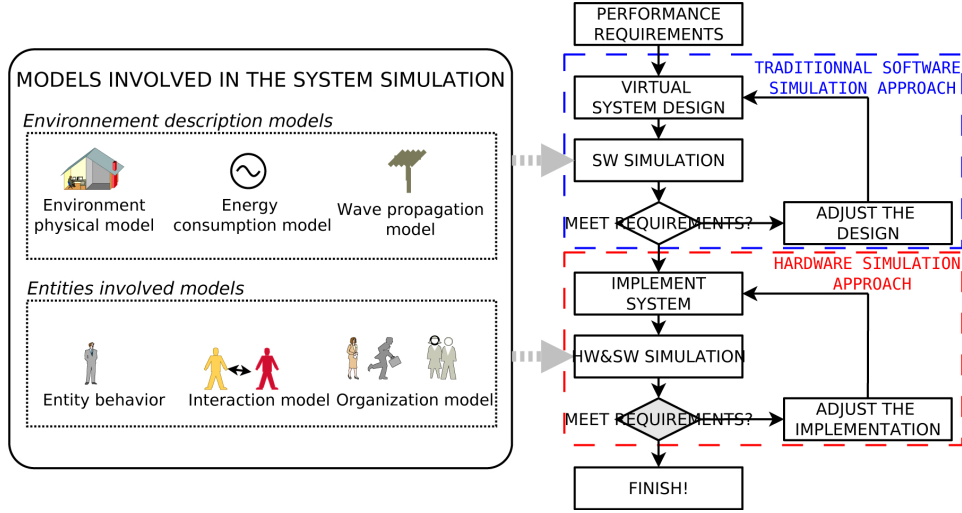 MODELS INVOLVED IN THE SYSTEM SIMULATION
Environnement description models
Environment
physical model
Energy
consumption model
Wave propagation
model
Entities involved models
Entity behavior
Interaction model
Organization model
PERFORMANCE
REQUIREMENTS
TRADITIONNAL SOFTWARE
SIMULATION APPROACH
VIRTUAL
SYSTEM DESIGN
SW SIMULATION
MEET REQUIREMENTS?
ADJUST THE
DESIGN
HARDWARE SIMULATION
APPROACH
IMPLEMENT
SYSTEM
HW&SW SIMULATION
MEET REQUIREMENTS?
ADJUST THE
IMPLEMENTATION
FINISH!